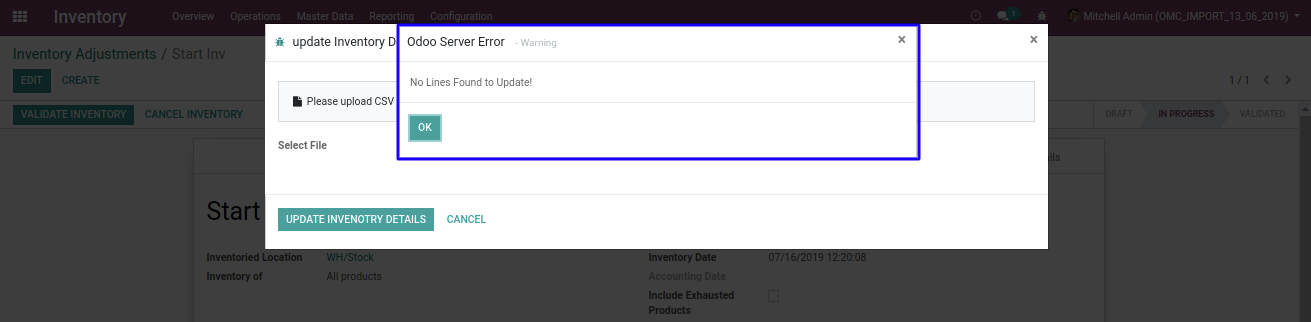 Inventory Overview Operations Master Data Reporting Configuration 1 Mitchell Admin (OMC_IMPORT_13_06_2019)
Inventory Adjustments / Start Inv
EDIT CREATE 1 / 1
VALIDATE INVENTORY CANCEL INVENTORY DRAFT IN PROGRESS VALIDATED
update Inventory D
Odoo Server Error - Warning × ×
No Lines Found to Update!
Please upload CSV
OK
Select File
UPDATE INVENOTRY DETAILS CANCEL
ils
Start
Inventoried Location WH/Stock Inventory Date 07/16/2019 12:20:08
Inventory of All products Accounting Date
Include Exhausted
Products